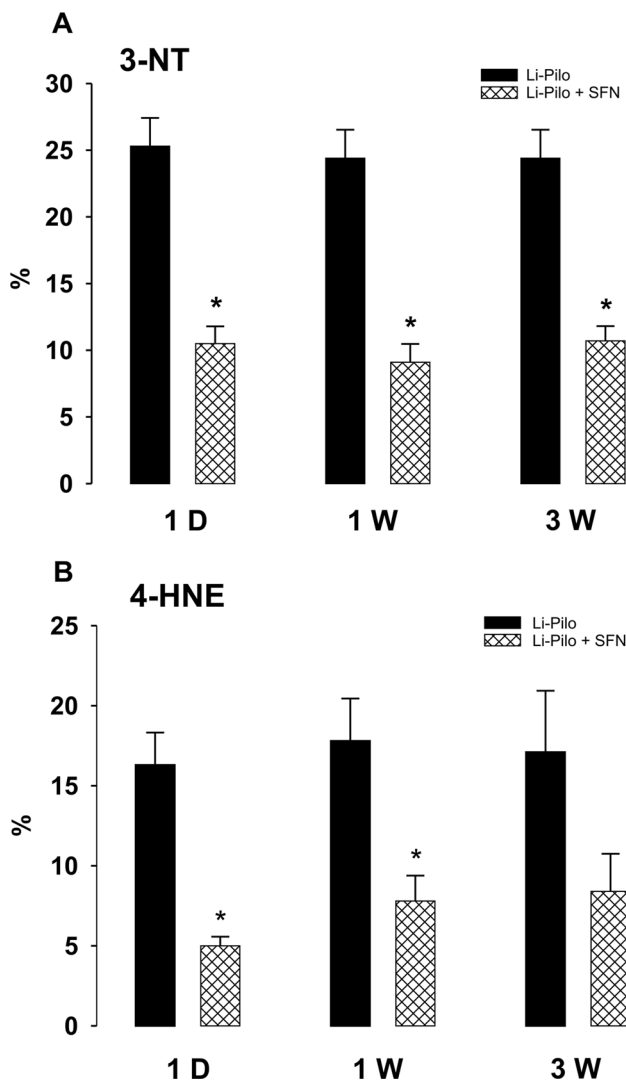 A
3-NT
Li-Pilo
Li-Pilo + SFN
30
25
20
15
10
5
0
%
*
*
*
1 D
1 W
3 W
B
4-HNE
Li-Pilo
Li-Pilo + SFN
25
20
15
10
5
0
%
*
*
1 D
1 W
3 W